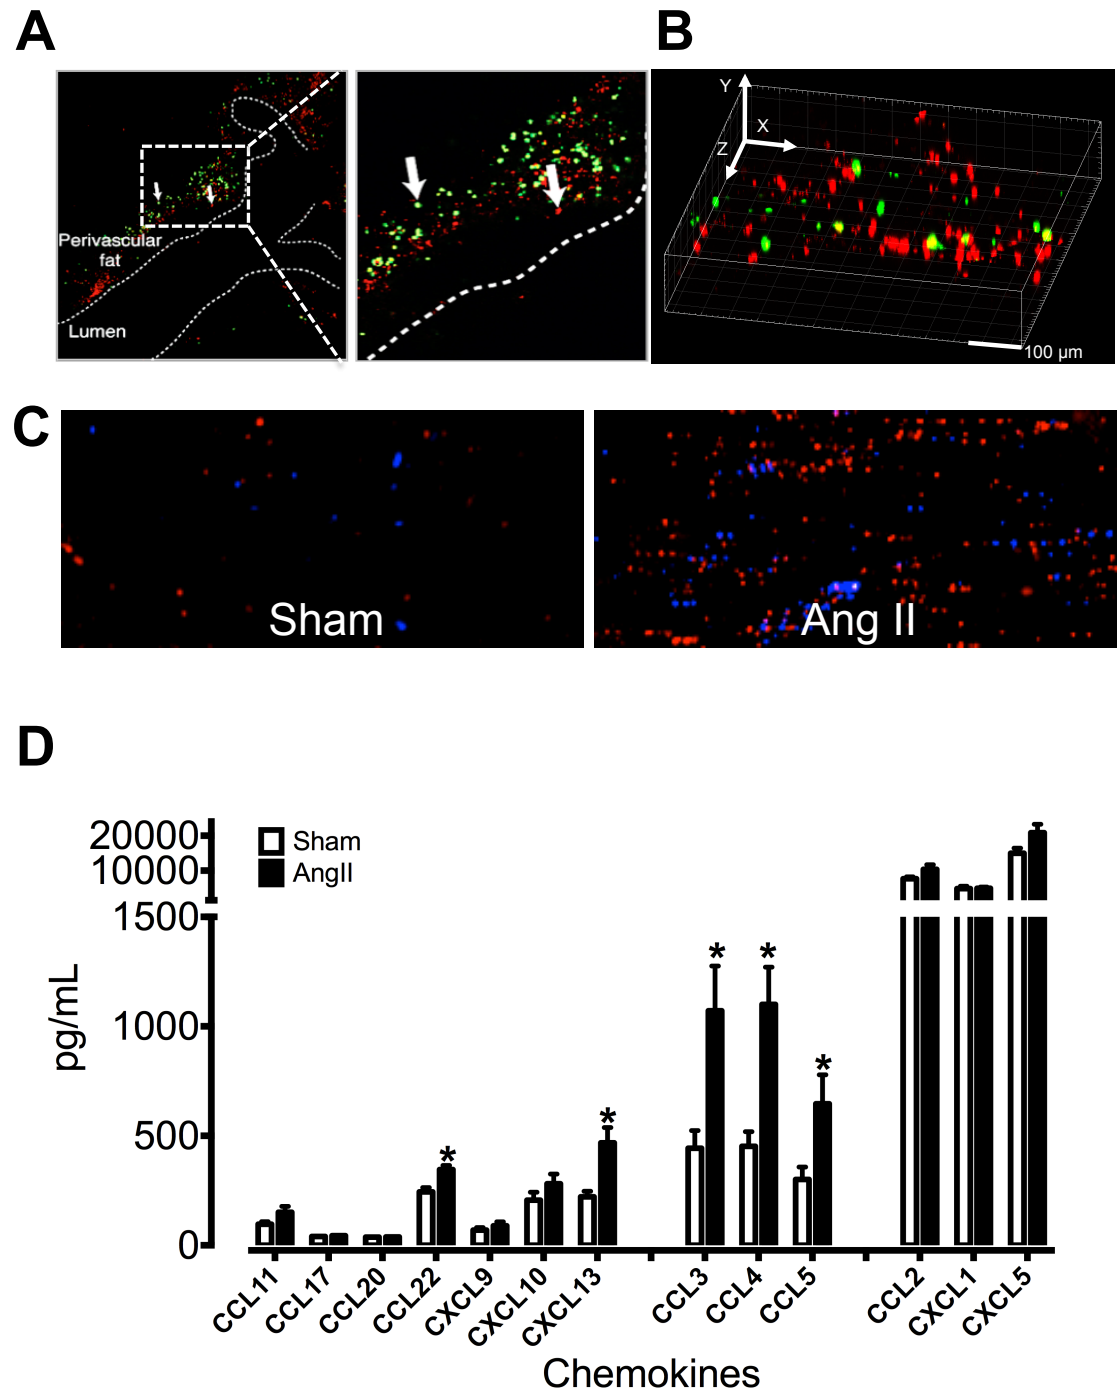 A
B
Perivascular
fat
Lumen
Y
X
Z
100 µm
C
Sham
Ang II
D
Sham
AngII
20000
10000
1500
1000
500
0
pg/mL
*
*
*
*
*
CCL11
CCL17
CCL20
CCL22
CXCL9
CXCL10
CXCL13
CCL3
CCL4
CCL5
CCL2
CXCL1
CXCL5
Chemokines